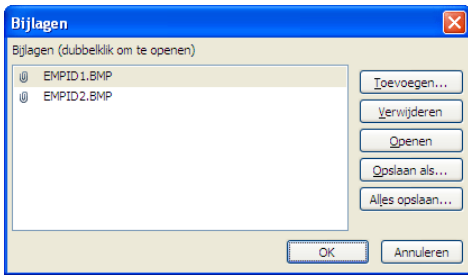 Bijlagen
Bijlagen (dubbelklik om te openen)
EMPID1.BMP
EMPID2.BMP
Toevoegen...
Verwijderen
Openen
Opslaan als...
Alles opslaan...
OK
Annuleren